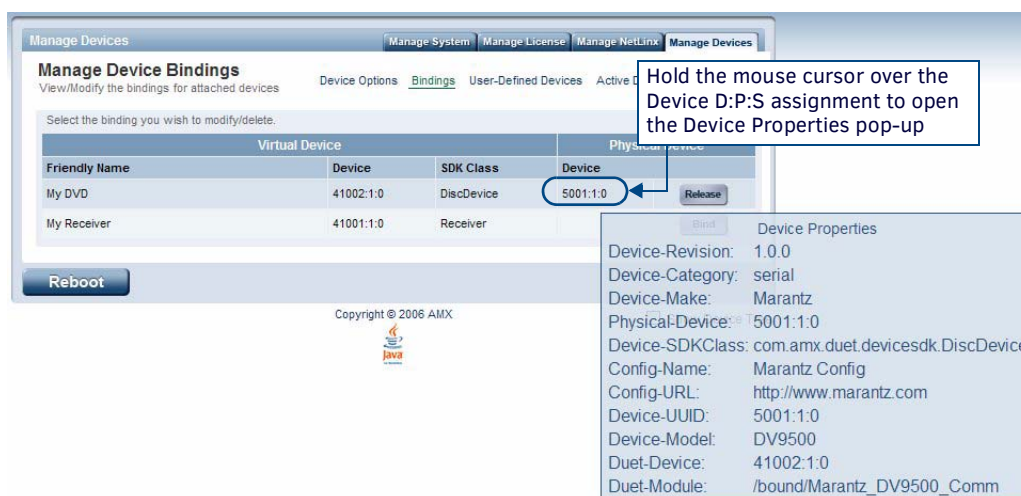 Manage Devices
Manage System Manage License Manage NetLinx Manage Devices
Manage Device Bindings
View/Modify the bindings for attached devices
Device Options Bindings User-Defined Devices Active D
Hold the mouse cursor over the
Device D:P:S assignment to open
the Device Properties pop-up
Select the binding you wish to modify/delete.
Virtual Device Physical Device
Friendly Name Device SDK Class Device
My DVD 41002:1:0 DiscDevice 5001:1:0 Release
My Receiver 41001:1:0 Receiver Bind
Reboot
Copyright © 2006 AMX
Java
Device Properties
Device-Revision: 1.0.0
Device-Category: serial
Device-Make: Marantz
Physical-Device: 5001:1:0
Device-SDKClass: com.amx.duet.devicesdk.DiscDevice
Config-Name: Marantz Config
Config-URL: http://www.marantz.com
Device-UUID: 5001:1:0
Device-Model: DV9500
Duet-Device: 41002:1:0
Duet-Module: /bound/Marantz_DV9500_Comm